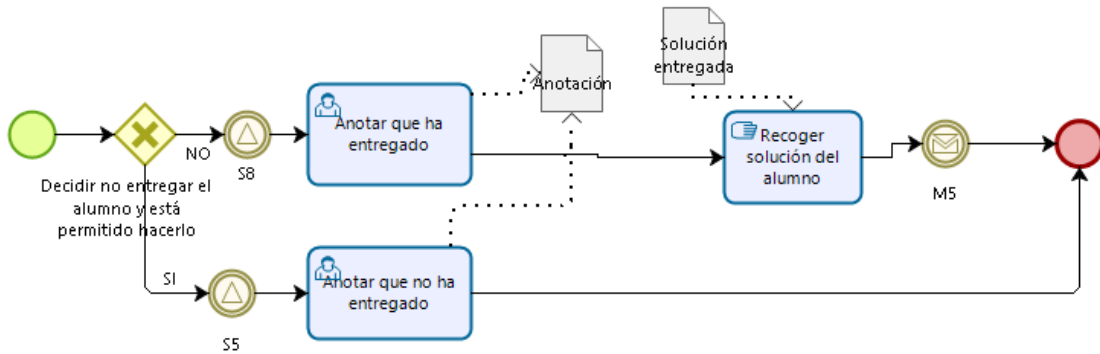 Solución
entregada
Anotación
Anotar que ha
entregado
Recoger
solución del
alumno
NO
S8
M5
Decidir no entregar el
alumno y está
permitido hacerlo
SI
Anotar que no ha
entregado
S5